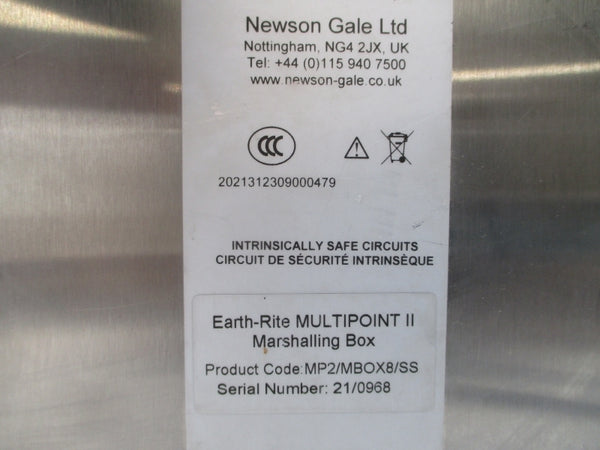 Newson Gale Ltd
Nottingham, NG4 2JX, UK
Tel: +44 (0)115 940 7500
www.newson-gale.co.uk
CCC
2021312309000479
INTRINSICALLY SAFE CIRCUITS
CIRCUIT DE SÉCURITÉ INTRINSÈQUE
Earth-Rite MULTIPOINT II
Marshalling Box
Product Code:MP2/MBOX8/SS
Serial Number: 21/0968